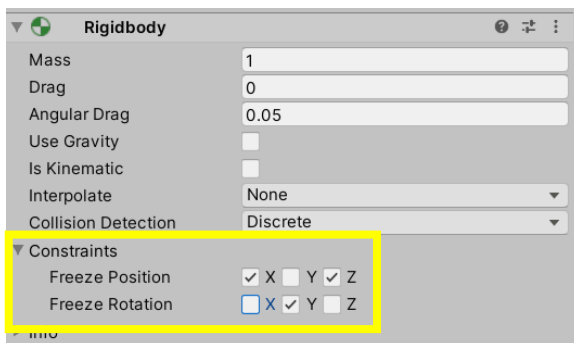 Rigidbody
Mass 1
Drag 0
Angular Drag 0.05
Use Gravity
Is Kinematic
Interpolate None
Collision Detection Discrete
Constraints
Freeze Position X Y Z
Freeze Rotation X Y Z
Info